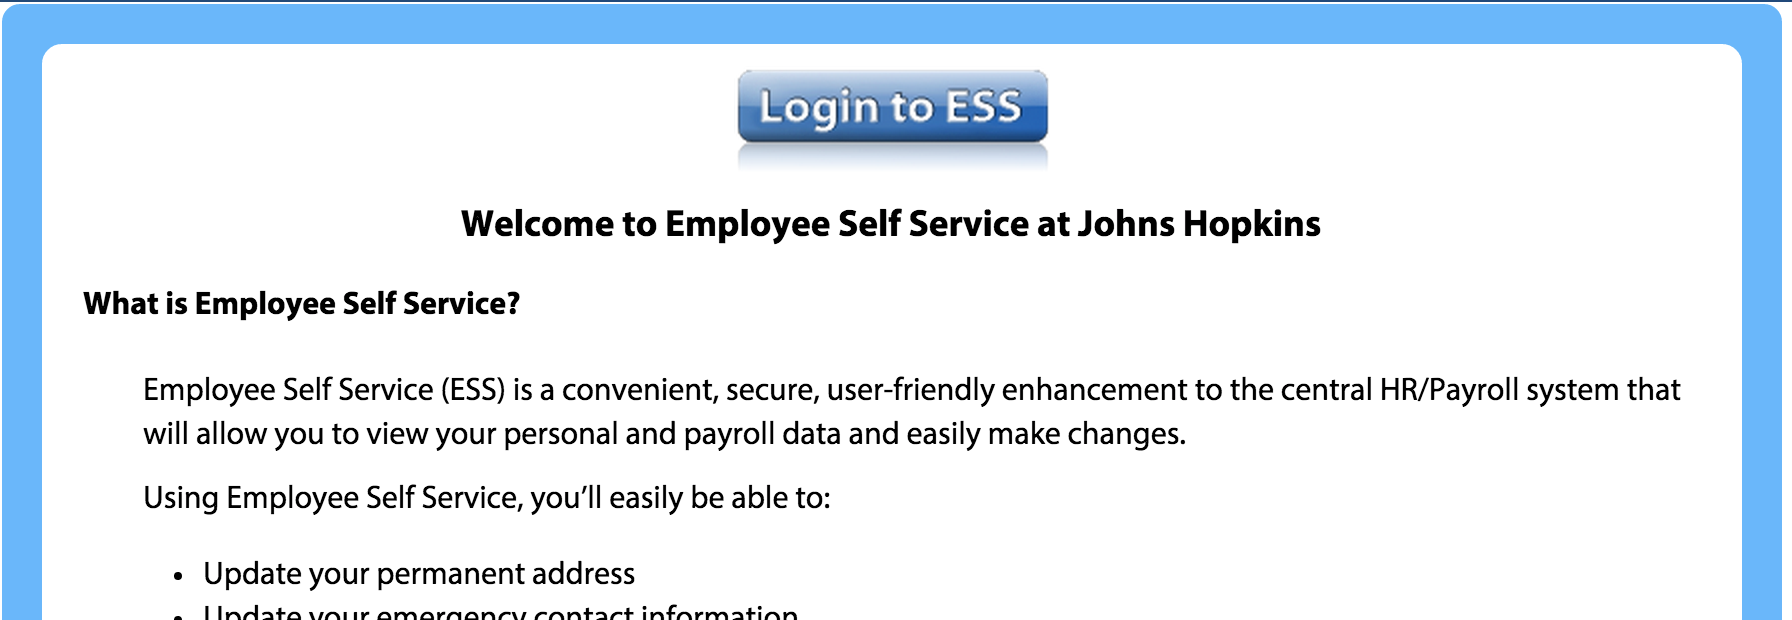 Login to ESS
Welcome to Employee Self Service at Johns Hopkins
What is Employee Self Service?
Employee Self Service (ESS) is a convenient, secure, user-friendly enhancement to the central HR/Payroll system that
will allow you to view your personal and payroll data and easily make changes.
Using Employee Self Service, you’ll easily be able to:
• Update your permanent address
• Update your emergency contact information